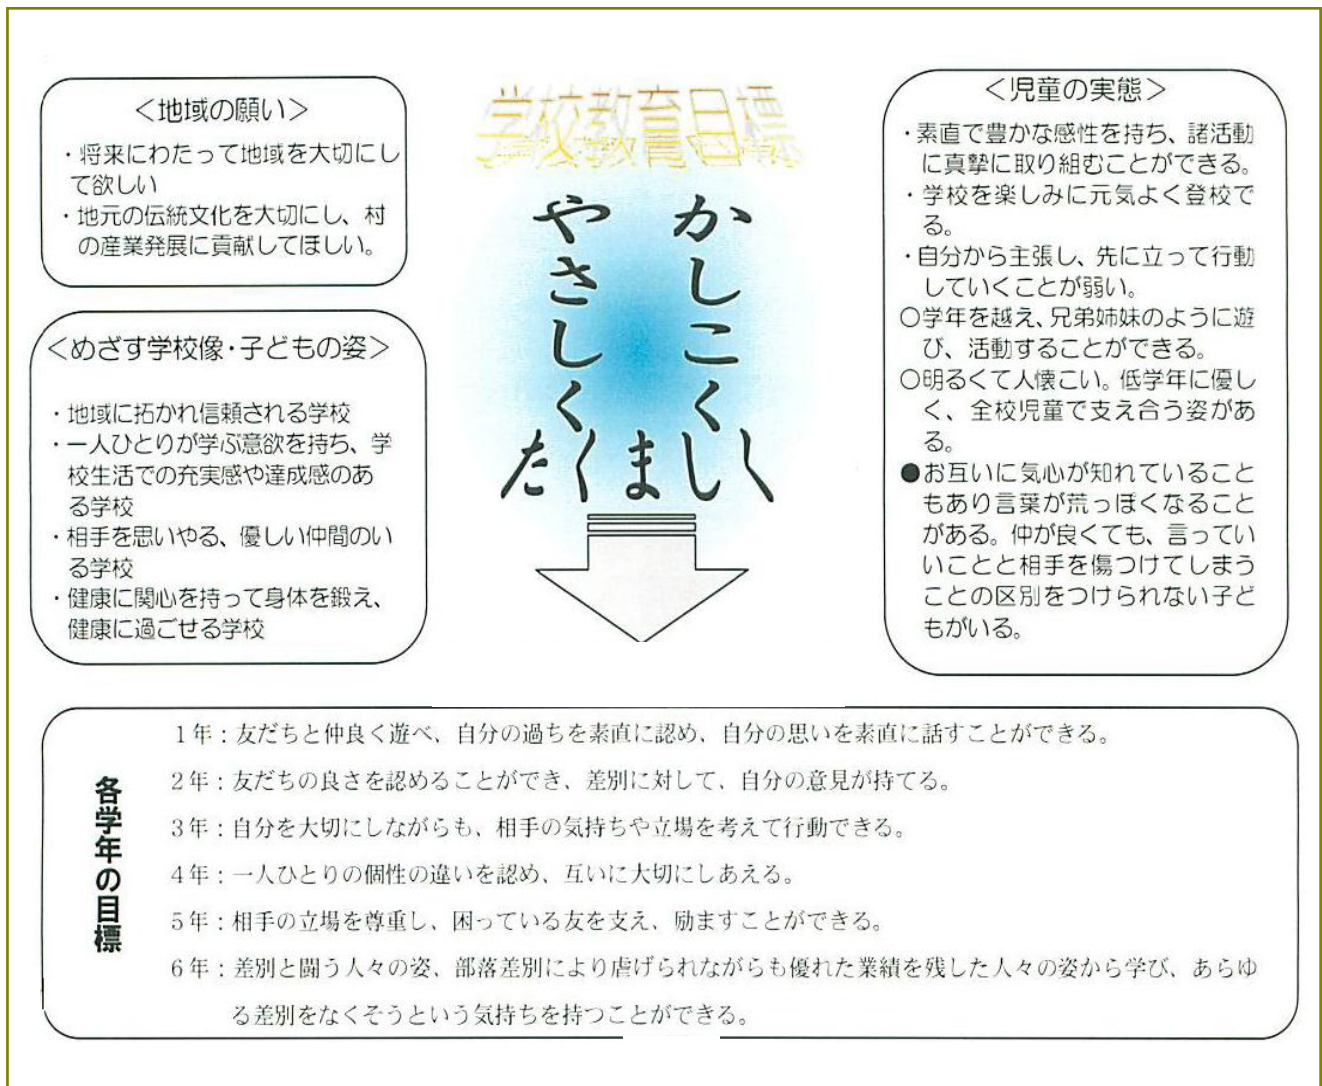 ＜地域の願い＞
・将来にわたって地域を大切にし
て欲しい
・地元の伝統文化を大切にし、村
の産業発展に貢献してほしい。
＜めざす学校像・子どもの姿＞
・地域に拓かれ信頼される学校
・一人ひとりが学ぶ意欲を持ち、学
校生活での充実感や達成感のあ
る学校
・相手を思いやる、優しい仲間のい
る学校
・健康に関心を持って身体を鍛え、
健康に過ごせる学校
学校教育目標
かしこく
やさしく
たくましく
＜児童の実態＞
・素直で豊かな感性を持ち、諸活動
に真摯に取り組むことができる。
・学校を楽しみに元気よく登校で
る。
・自分から主張し、先に立って行動
していくことが弱い。
○学年を越え、兄弟姉妹のように遊
び、活動することができる。
○明るくて人懐こい。低学年に優し
く、全校児童で支え合う姿があ
る。
●お互いに気心が知れていること
もあり言葉が荒っぽくなること
がある。仲が良くても、言ってい
いことと相手を傷つけてしまう
ことの区別をつけられない子ど
もがいる。
各学年の目標
1年：友だちと仲良く遊べ、自分の過ちを素直に認め、自分の思いを素直に話すことができる。
2年：友だちの良さを認めることができ、差別に対して、自分の意見が持てる。
3年：自分を大切にしながらも、相手の気持ちや立場を考えて行動できる。
4年：一人ひとりの個性の違いを認め、互いに大切にしあえる。
5年：相手の立場を尊重し、困っている友を支え、励ますことができる。
6年：差別と闘う人々の姿、部落差別により虐げられながらも優れた業績を残した人々の姿から学び、あらゆ
る差別をなくそうという気持ちを持つことができる。